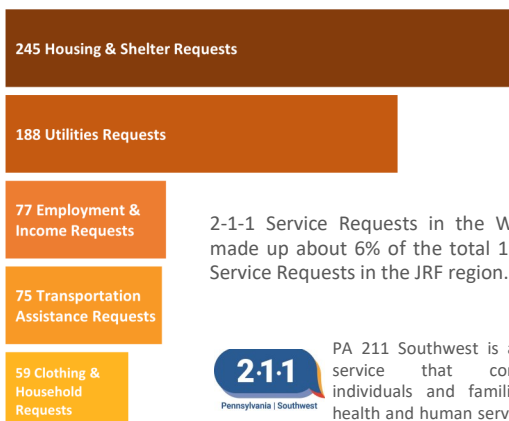 245 Housing & Shelter Requests
188 Utilities Requests
77 Employment &
Income Requests
75 Transportation
Assistance Requests
59 Clothing &
Household
Requests
2-1-1 Service Requests in the
made up about 6% of the total
Service Requests in the JRF region.
2·1·1
Pennsylvania | Southwest
PA 211 Southwest is
service that
individuals and
health and human